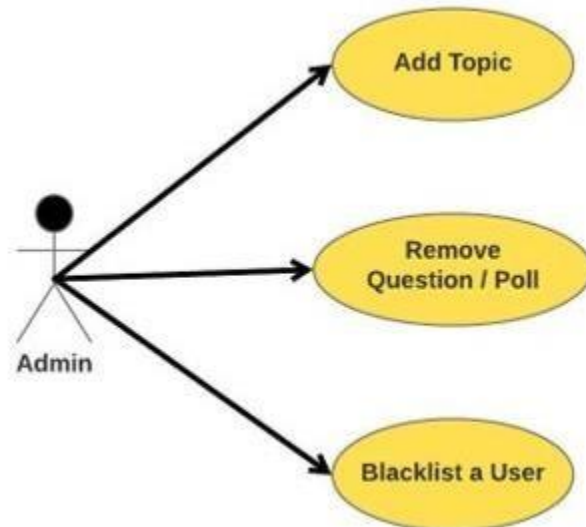 Add Topic
Remove
Question / Poll
Admin
Blacklist a User